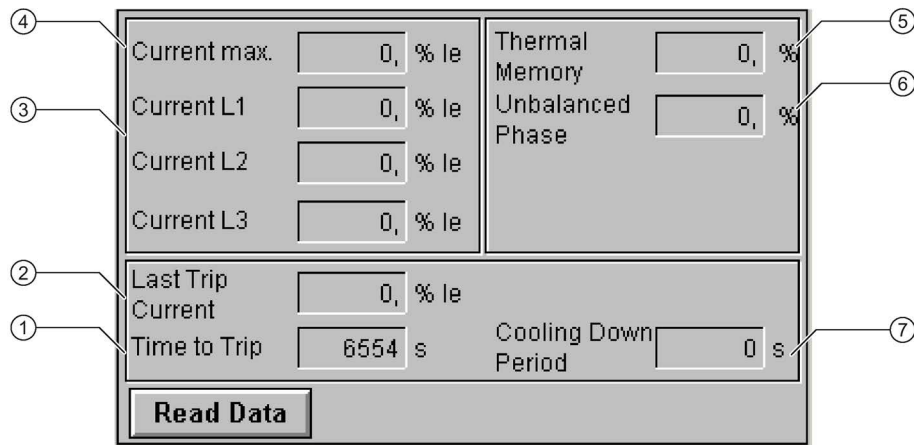 ④ Current max. 0, % Ie
③ Current L1 0, % Ie
Current L2 0, % Ie
Current L3 0, % Ie
Thermal
Memory 0, % ⑤
Unbalanced
Phase 0, % ⑥
② Last Trip
Current 0, % Ie
① Time to Trip 6554 s
Cooling Down
Period 0 s ⑦
Read Data